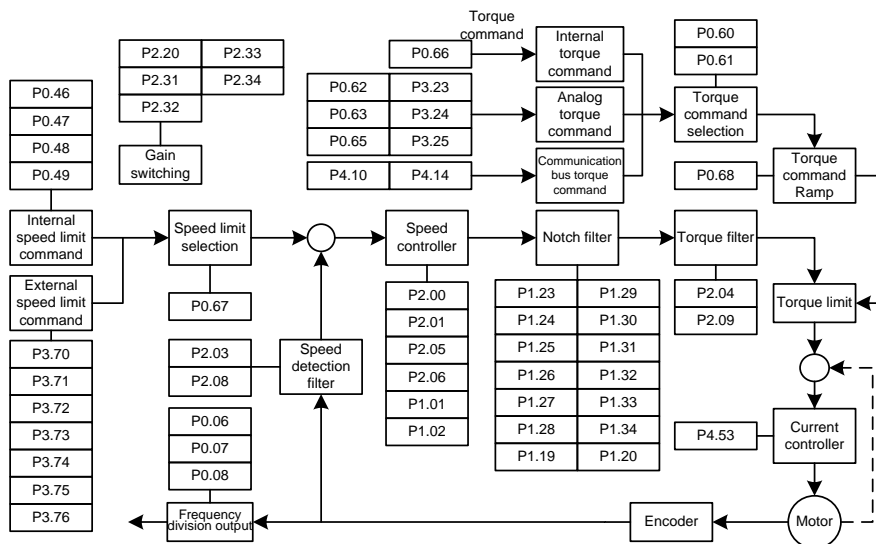 Torque
command
P0.66
Internal
torque
command
P0.60
P0.61
P2.20
P2.33
P2.31
P2.34
P2.32
Gain
switching
P0.46
P0.47
P0.48
P0.49
P0.62
P3.23
P0.63
P3.24
P0.65
P3.25
Analog
torque
command
Torque
command
selection
P4.10
P4.14
Communication
bus torque
command
P0.68
Torque
command
Ramp
Internal
speed limit
command
Speed limit
selection
Speed
controller
Notch filter
Torque filter
External
speed limit
command
P0.67
P2.00
P2.01
P2.05
P2.06
P1.01
P1.02
P1.23
P1.29
P1.24
P1.30
P1.25
P1.31
P1.26
P1.32
P1.27
P1.33
P1.28
P1.34
P1.19
P1.20
P2.04
P2.09
Torque limit
P3.70
P3.71
P3.72
P3.73
P3.74
P3.75
P3.76
P2.03
P2.08
Speed
detection
filter
P0.06
P0.07
P0.08
P4.53
Current
controller
Frequency
division output
Encoder
Motor